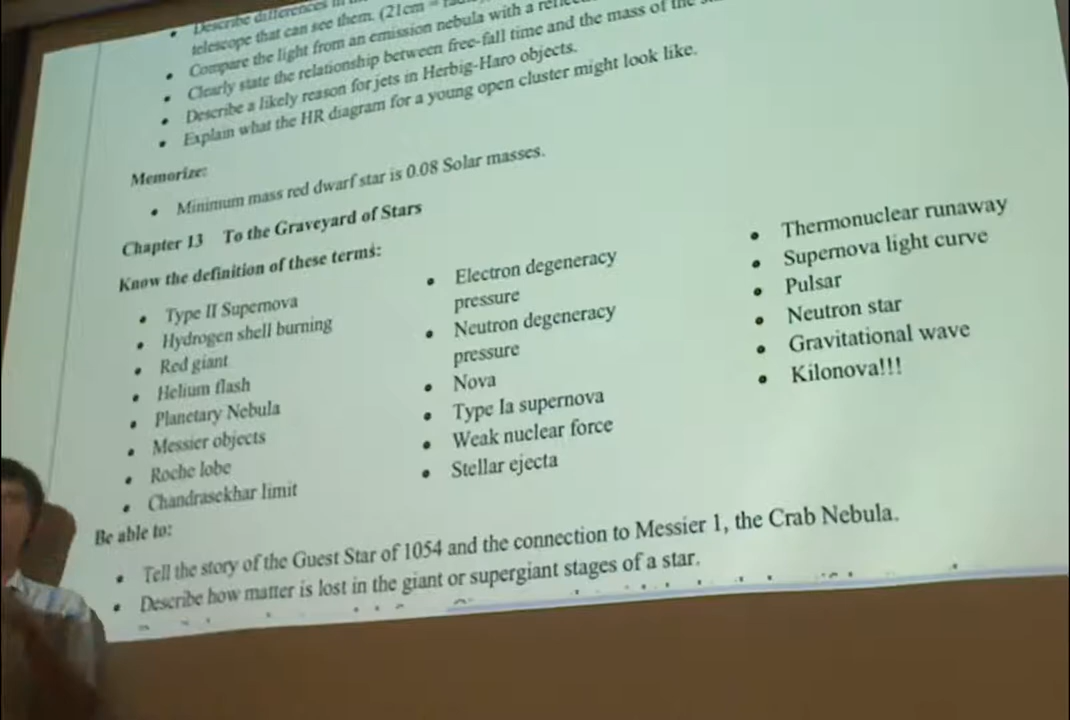 • Describe differences in
telescope that can see them. (21cm =
• Compare the light from an emission nebula with a
• Clearly state the relationship between free-fall time and the mass of the
• Describe a likely reason for jets in Herbig-Haro objects.
• Explain what the HR diagram for a young open cluster might look like.
Memorize:
• Minimum mass red dwarf star is 0.08 Solar masses.
Chapter 13 To the Graveyard of Stars
Know the definition of these terms:
• Type II Supernova
• Hydrogen shell burning
• Red giant
• Helium flash
• Planetary Nebula
• Messier objects
• Roche lobe
• Chandrasekhar limit
• Electron degeneracy
pressure
• Neutron degeneracy
pressure
• Nova
• Type Ia supernova
• Weak nuclear force
• Stellar ejecta
• Thermonuclear runaway
• Supernova light curve
• Pulsar
• Neutron star
• Gravitational wave
• Kilonova!!!
Be able to:
• Tell the story of the Guest Star of 1054 and the connection to Messier 1, the Crab Nebula.
• Describe how matter is lost in the giant or supergiant stages of a star.